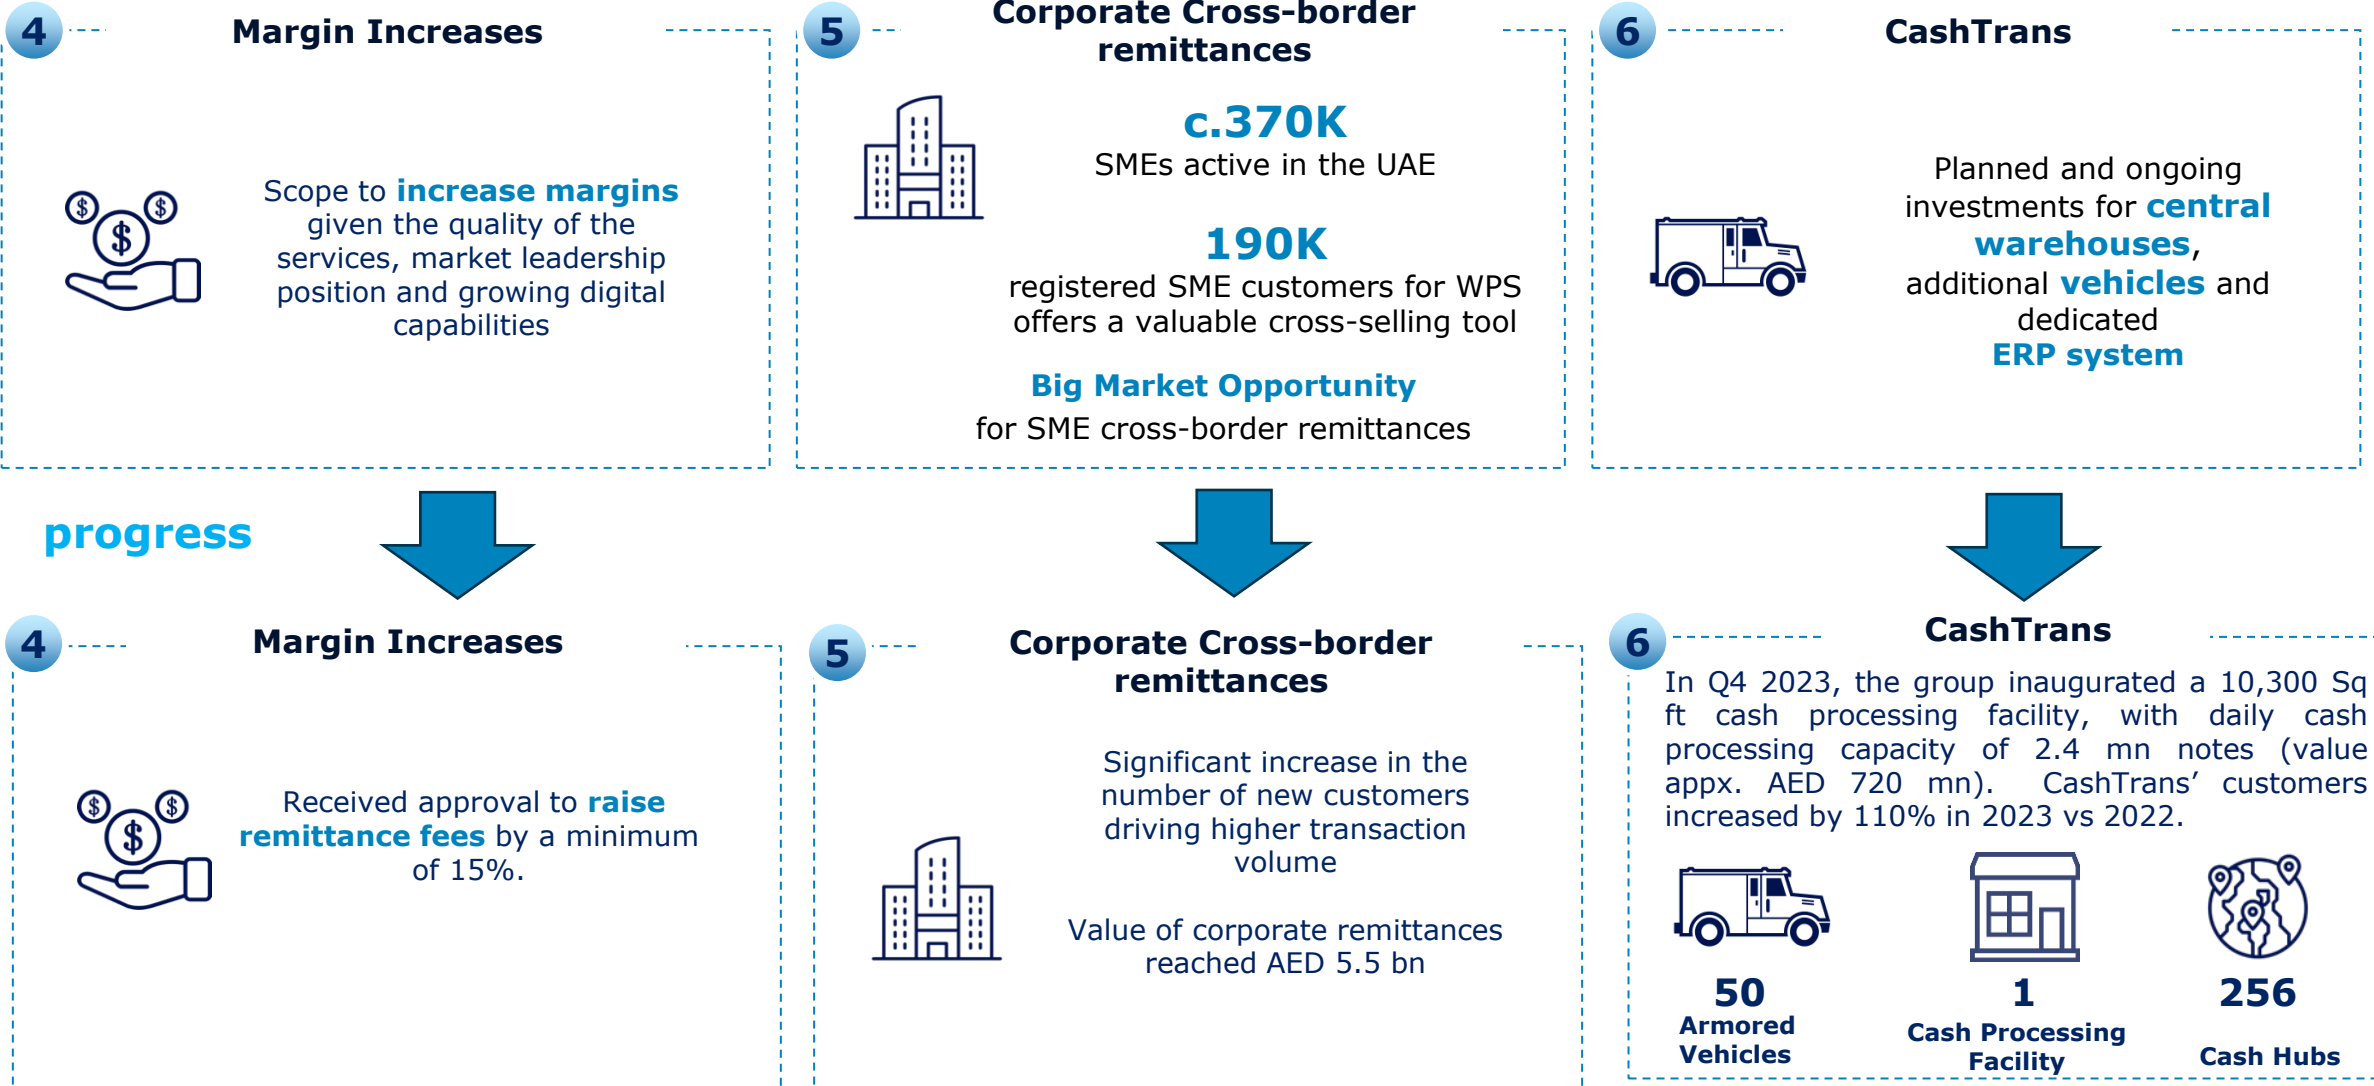 4
Margin Increases
Scope to increase margins
given the quality of the
services, market leadership
position and growing digital
capabilities
5
Corporate Cross-border
remittances
c.370K
SMEs active in the UAE
190K
registered SME customers for WPS
offers a valuable cross-selling tool
Big Market Opportunity
for SME cross-border remittances
6
CashTrans
Planned and ongoing
investments for central
warehouses,
additional vehicles and
dedicated
ERP system
progress
4
Margin Increases
$ $
$
Received approval to raise
remittance fees by a minimum
of 15%.
5
Corporate Cross-border
remittances
Significant increase in the
number of new customers
driving higher transaction
volume
Value of corporate remittances
reached AED 5.5 bn
6
CashTrans
In Q4 2023, the group inaugurated a 10,300 Sq
ft cash processing facility, with daily cash
processing capacity of 2.4 mn notes (value
appx. AED 720 mn). CashTrans’ customers
increased by 110% in 2023 vs 2022.
50
Armored
Vehicles
1
Cash Processing
Facility
256
Cash Hubs